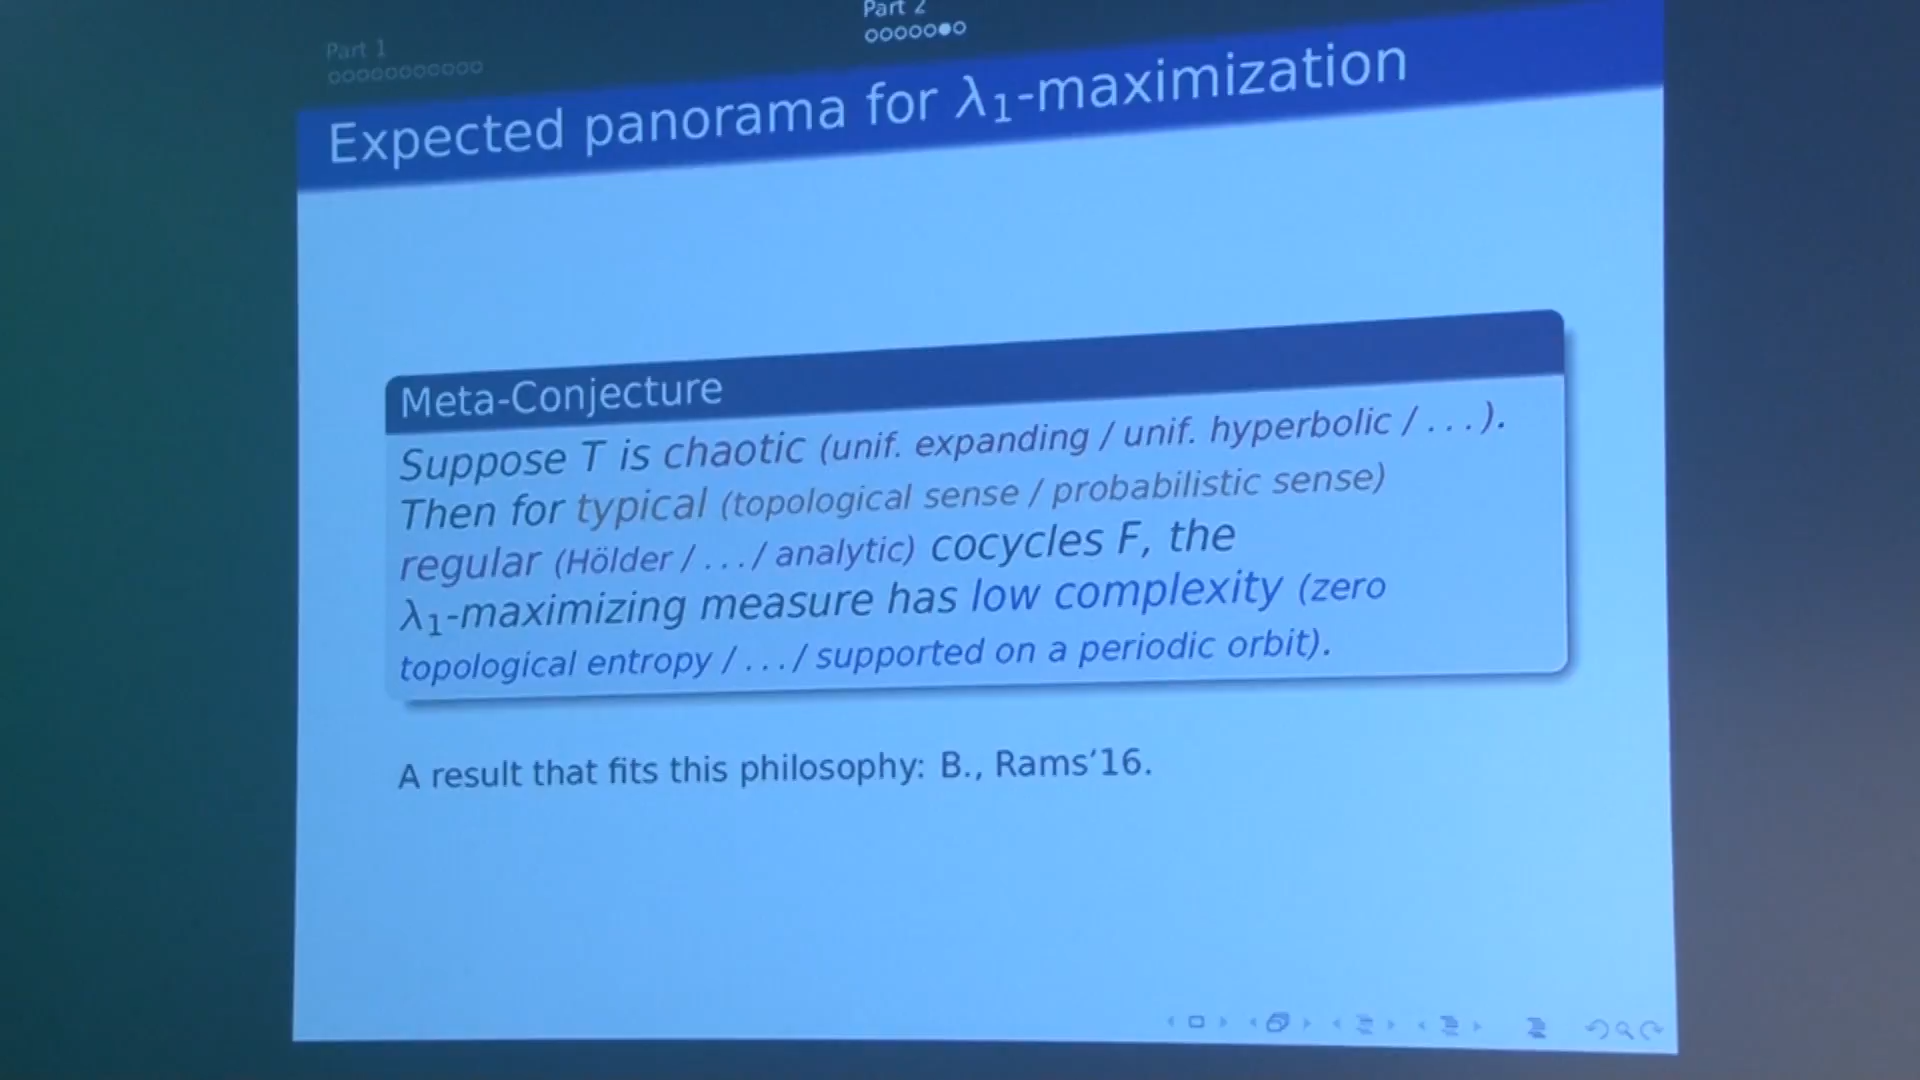 Part 1
Part 2
Expected panorama for λ₁-maximization
Meta-Conjecture
Suppose T is chaotic (unif. expanding / unif. hyperbolic / . . . ).
Then for typical (topological sense / probabilistic sense)
regular (Hölder / . . . / analytic) cocycles F, the
λ₁-maximizing measure has low complexity (zero
topological entropy / . . . / supported on a periodic orbit).
A result that fits this philosophy: B., Rams'16.